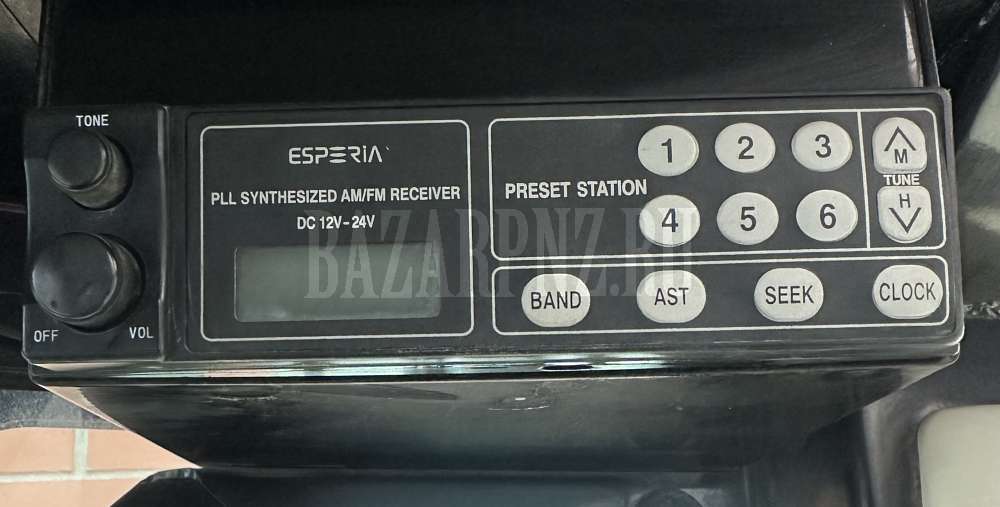 TONE
OFF
VOL
ESPERIA
PLL SYNTHESIZED AM/FM RECEIVER
DC 12V-24V
PRESET STATION
1 2 3
4 5 6
M
TUNE
H
BAND AST SEEK CLOCK
BAZARPNZ.RU